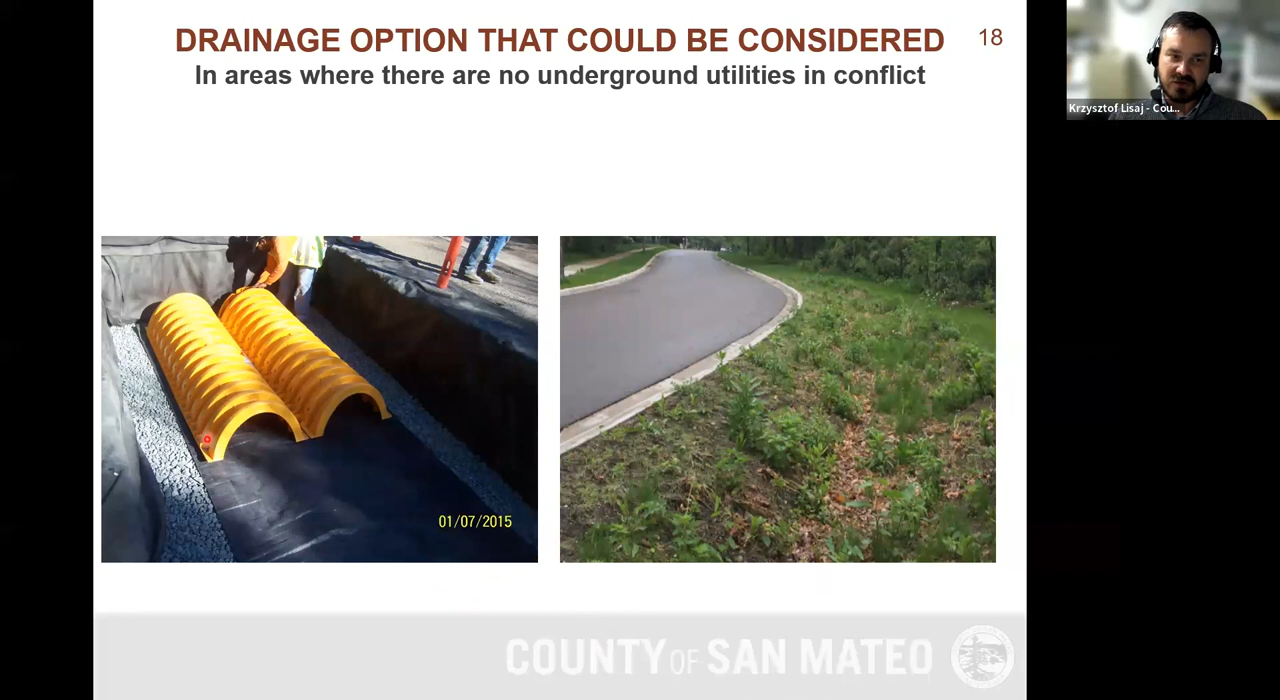 DRAINAGE OPTION THAT COULD BE CONSIDERED
18
In areas where there are no underground utilities in conflict
Krzysztof Lisaj - Cou...
01/07/2015
COUNTY OF SAN MATEO